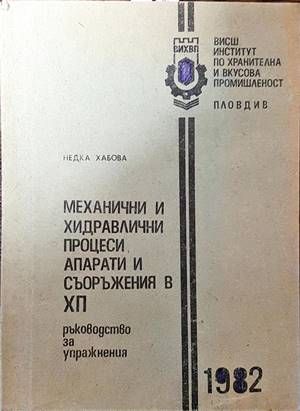 ВИХВП
ВИСШ
ИНСТИТУТ
ПО ХРАНИТЕЛНА
И ВКУСОВА
ПРОМИШЛЕНОСТ
ПЛОВДИВ
НЕДКА ХАБОВА
МЕХАНИЧНИ И
ХИДРАВЛИЧНИ
ПРОЦЕСИ,
АПАРАТИ И
СЪОРЪЖЕНИЯ В
ХП
ръководство
за
упражнения
1982